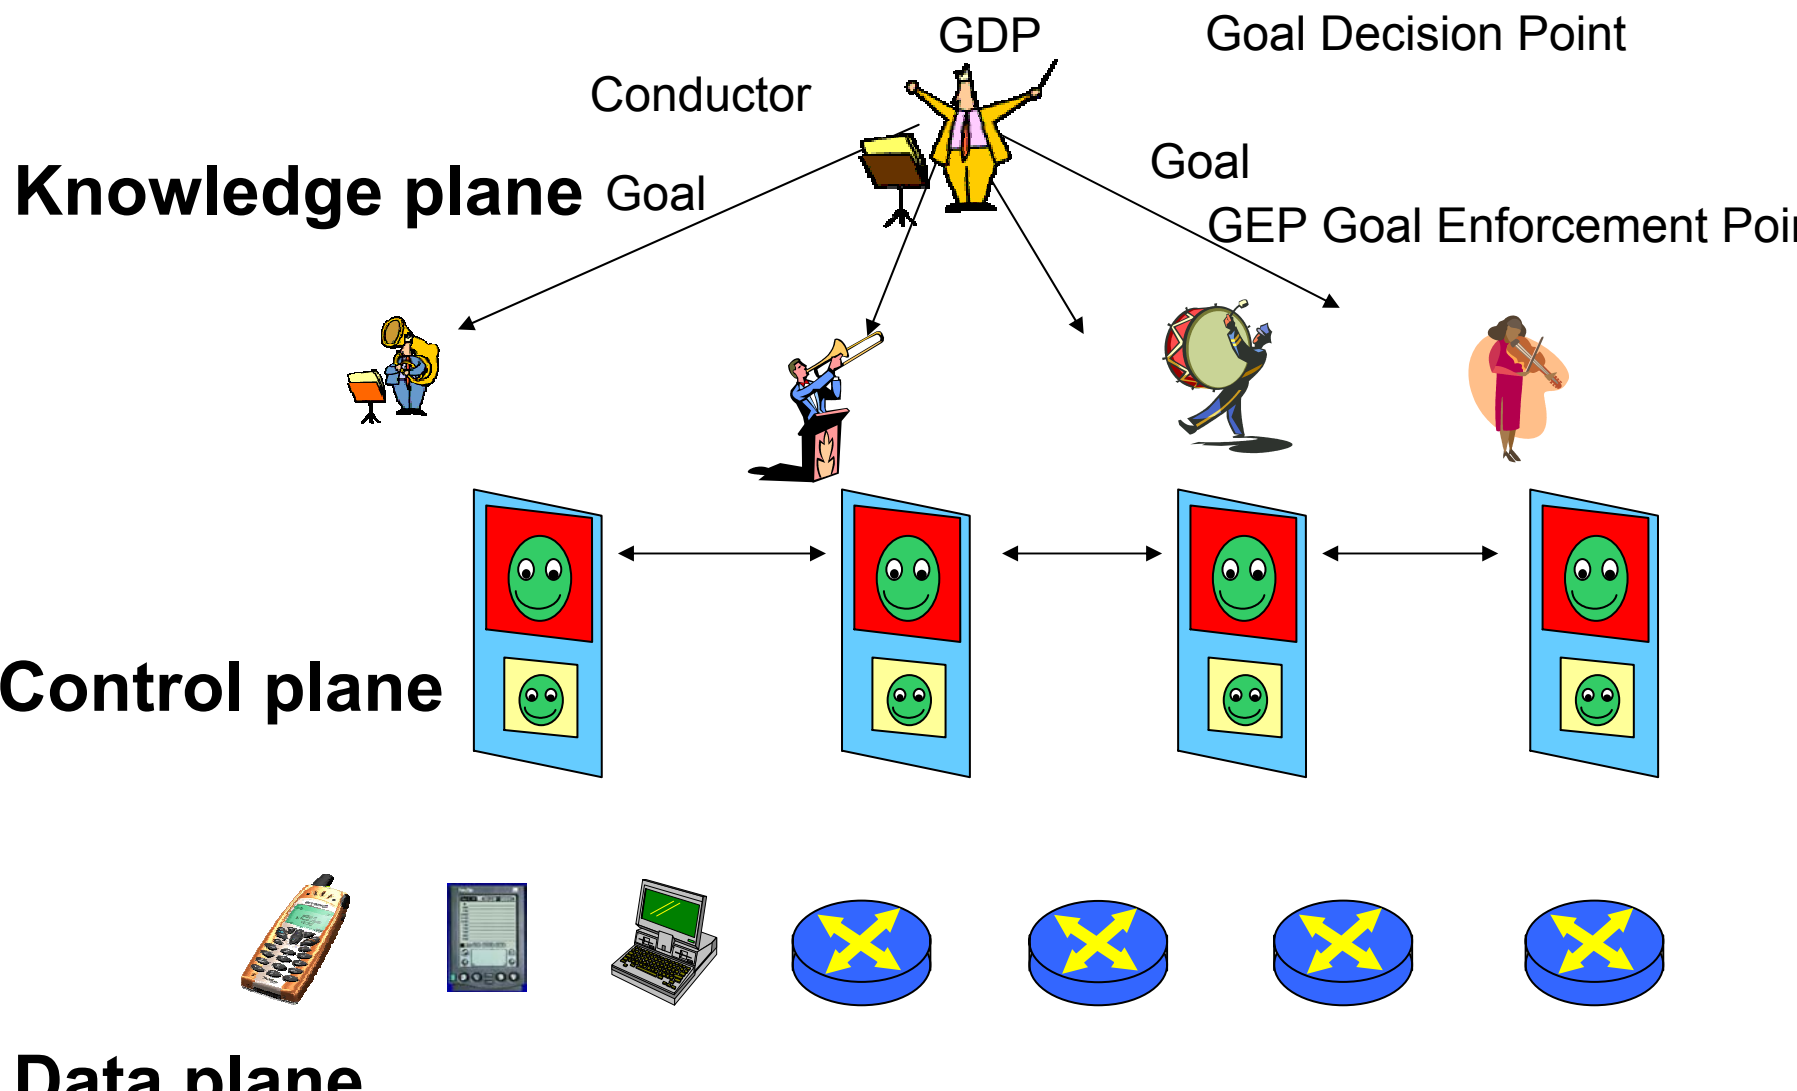 GDP
Goal Decision Point
Conductor
Goal
Knowledge plane
Goal
GEP Goal Enforcement Poi
Control plane
Data plane